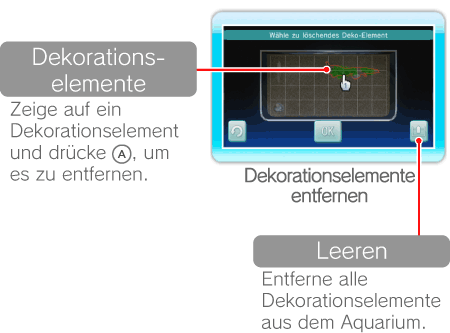 Wähle zu löschendes Deko-Element
Dekorations-
elemente
Zeige auf ein
Dekorationselement
und drücke Ⓐ, um
es zu entfernen.
OK
Dekorationselemente
entfernen
Leeren
Entferne alle
Dekorationselemente
aus dem Aquarium.